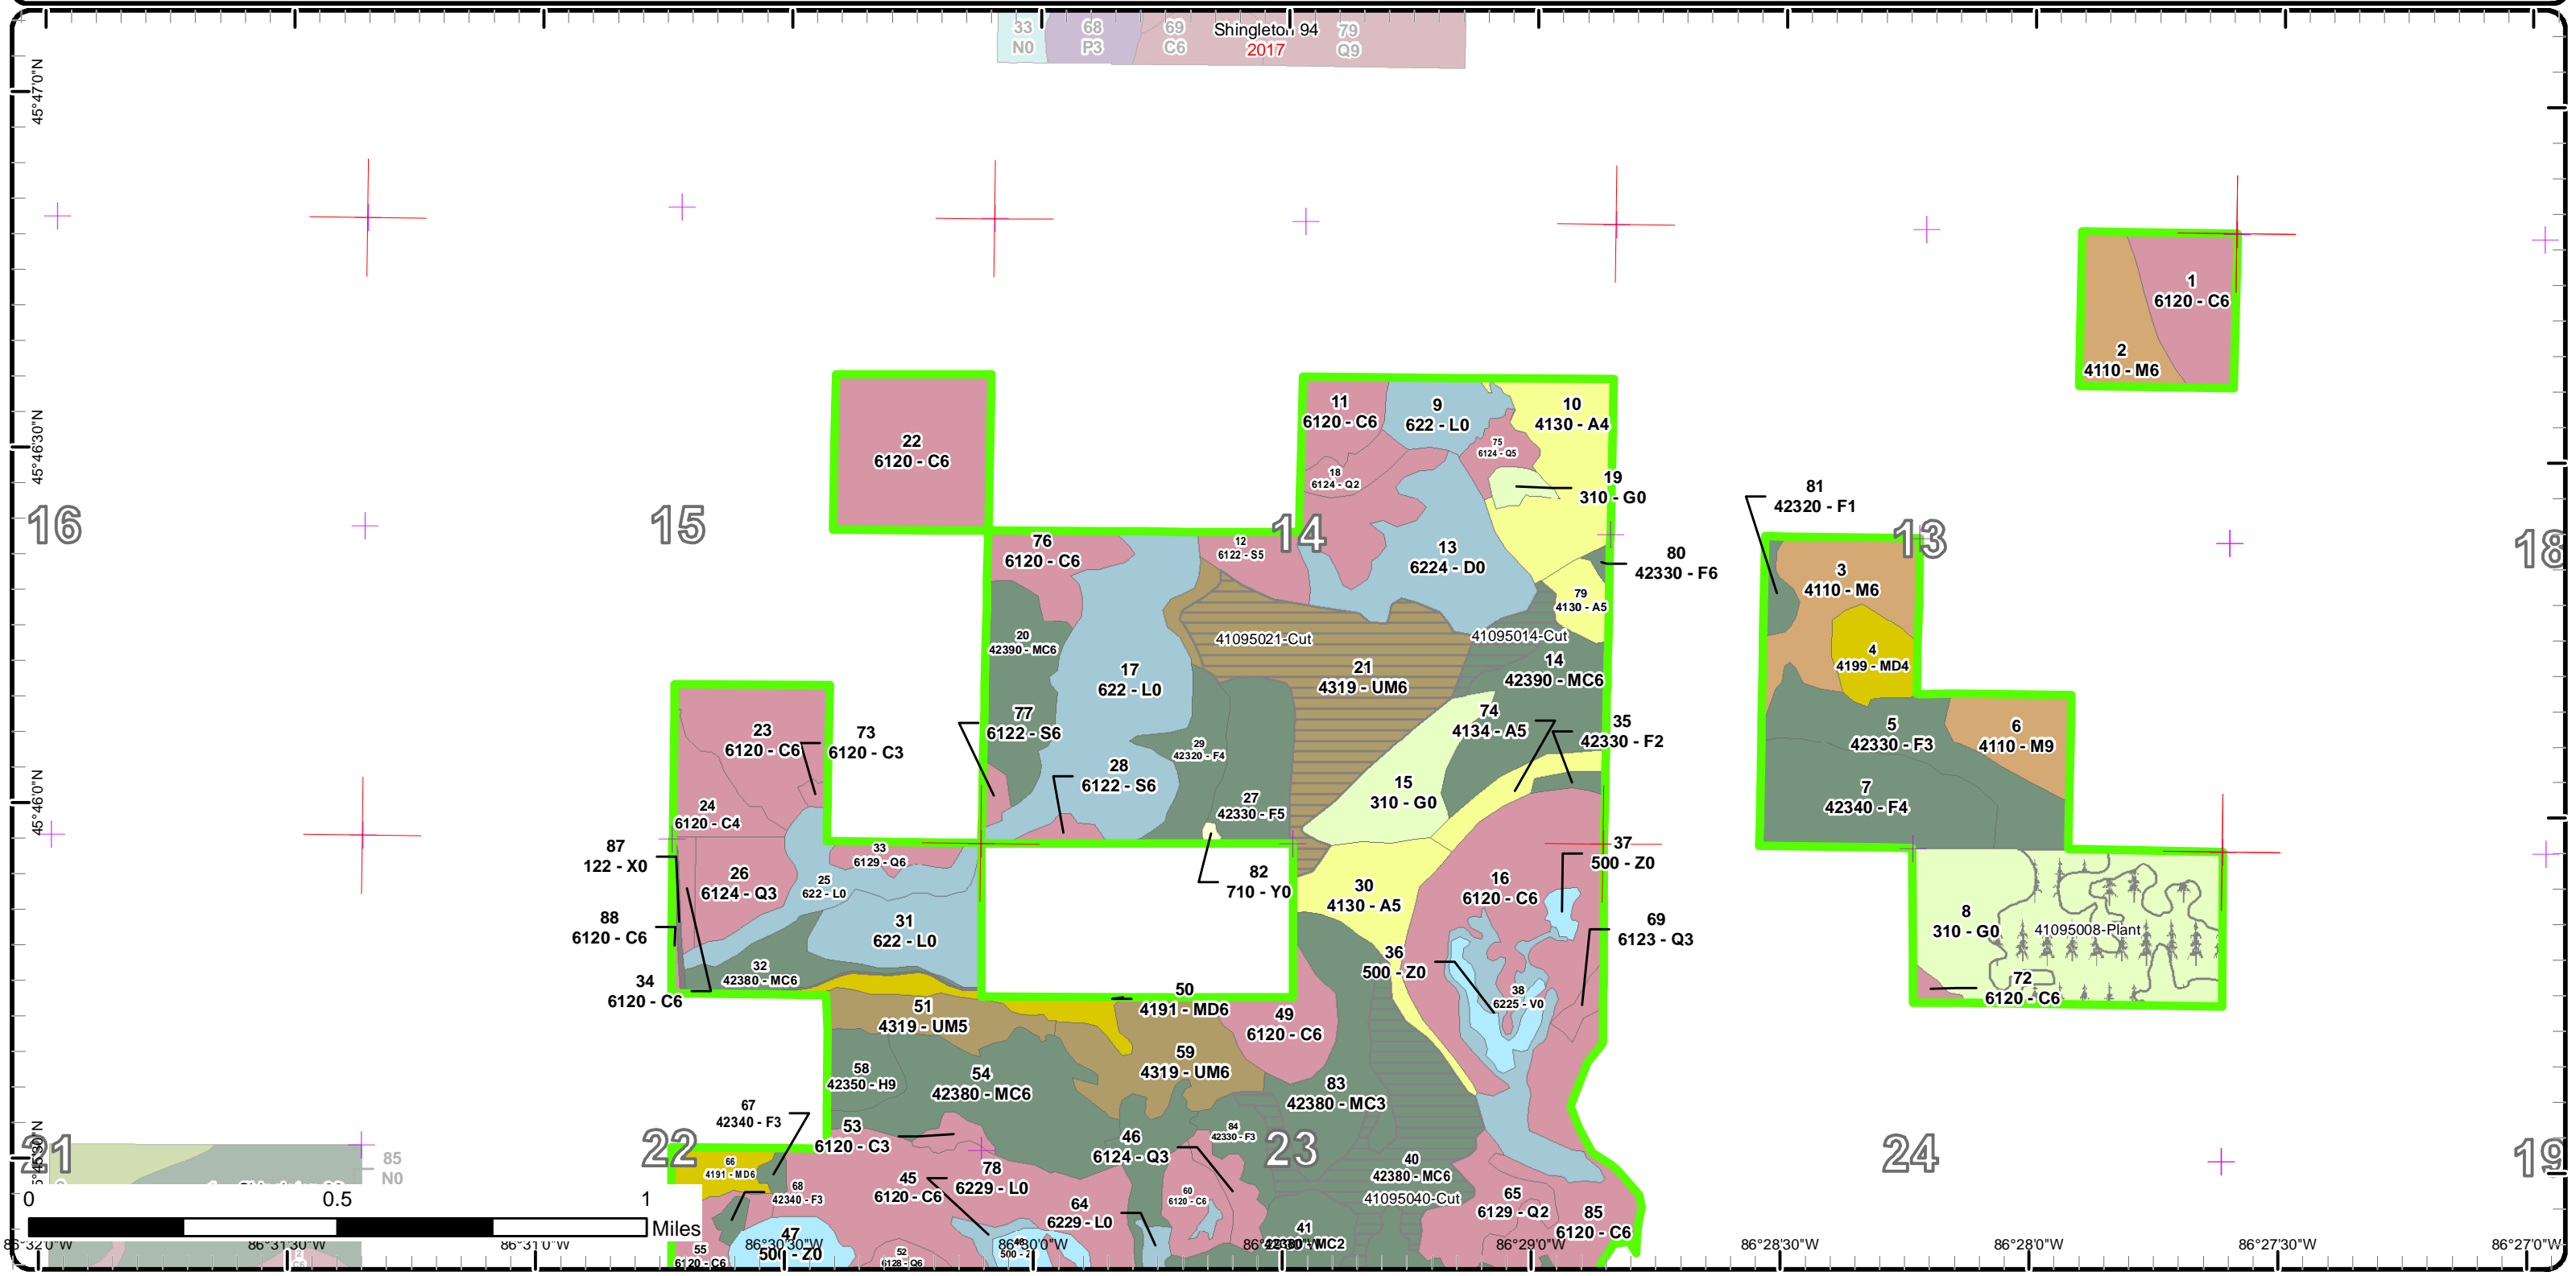 33
N0
68
P3
69
C6
Shingleton 94
2017
79
Q9
45°47'0"N
1
6120 - C6
2
4110 - M6
11
6120 - C6
9
622 - L0
10
4130 - A4
22
6120 - C6
75
6124 - Q5
18
6124 - Q2
19
310 - G0
45°46'30"N
81
42320 - F1
16
15
14
13
18
76
6120 - C6
12
6122 - S5
13
6224 - D0
80
42330 - F6
3
4110 - M6
79
4130 - A5
20
42390 - MC6
41095021-Cut
41095014-Cut
17
622 - L0
21
4319 - UM6
14
42390 - MC6
4
4199 - MD4
23
6120 - C6
73
6120 - C3
77
6122 - S6
29
42320 - F4
74
4134 - A5
35
42330 - F2
5
42330 - F3
6
4110 - M9
28
6122 - S6
15
310 - G0
7
42340 - F4
24
6120 - C4
27
42330 - F5
45°46'0"N
87
122 - X0
33
6129 - Q6
37
500 - Z0
26
6124 - Q3
25
622 - L0
82
710 - Y0
30
4130 - A5
16
6120 - C6
88
6120 - C6
31
622 - L0
69
6123 - Q3
8
310 - G0
41095008-Plant
36
500 - Z0
32
42380 - MC6
34
6120 - C6
38
6225 - V0
72
6120 - C6
51
4319 - UM5
50
4191 - MD6
49
6120 - C6
59
4319 - UM6
58
42350 - H9
54
42380 - MC6
83
42380 - MC3
67
42340 - F3
53
6120 - C3
46
6124 - Q3
84
42330 - F3
21
22
23
24
19
85
N0
66
4191 - MD6
68
42340 - F3
45
6120 - C6
78
6229 - L0
60
6120 - C6
40
42380 - MC6
41095040-Cut
64
6229 - L0
65
6129 - Q2
85
6120 - C6
41
42380 - MC2
47
500 - Z0
55
6120 - C6
52
6128 - Q6
48
0
0.5
1
Miles
86°32'0"W
86°31'30"W
86°31'0"W
86°30'30"W
86°30'0"W
86°29'0"W
86°28'30"W
86°28'0"W
86°27'30"W
86°27'0"W